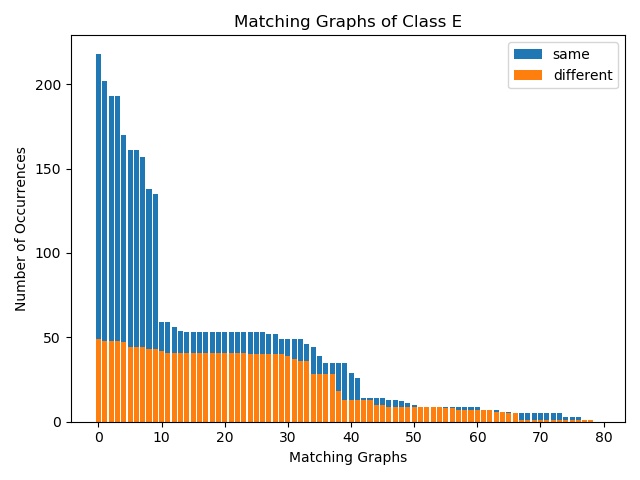 Matching Graphs of Class E
same
different
Number of Occurrences
200
150
100
50
0
0 10 20 30 40 50 60 70 80
Matching Graphs